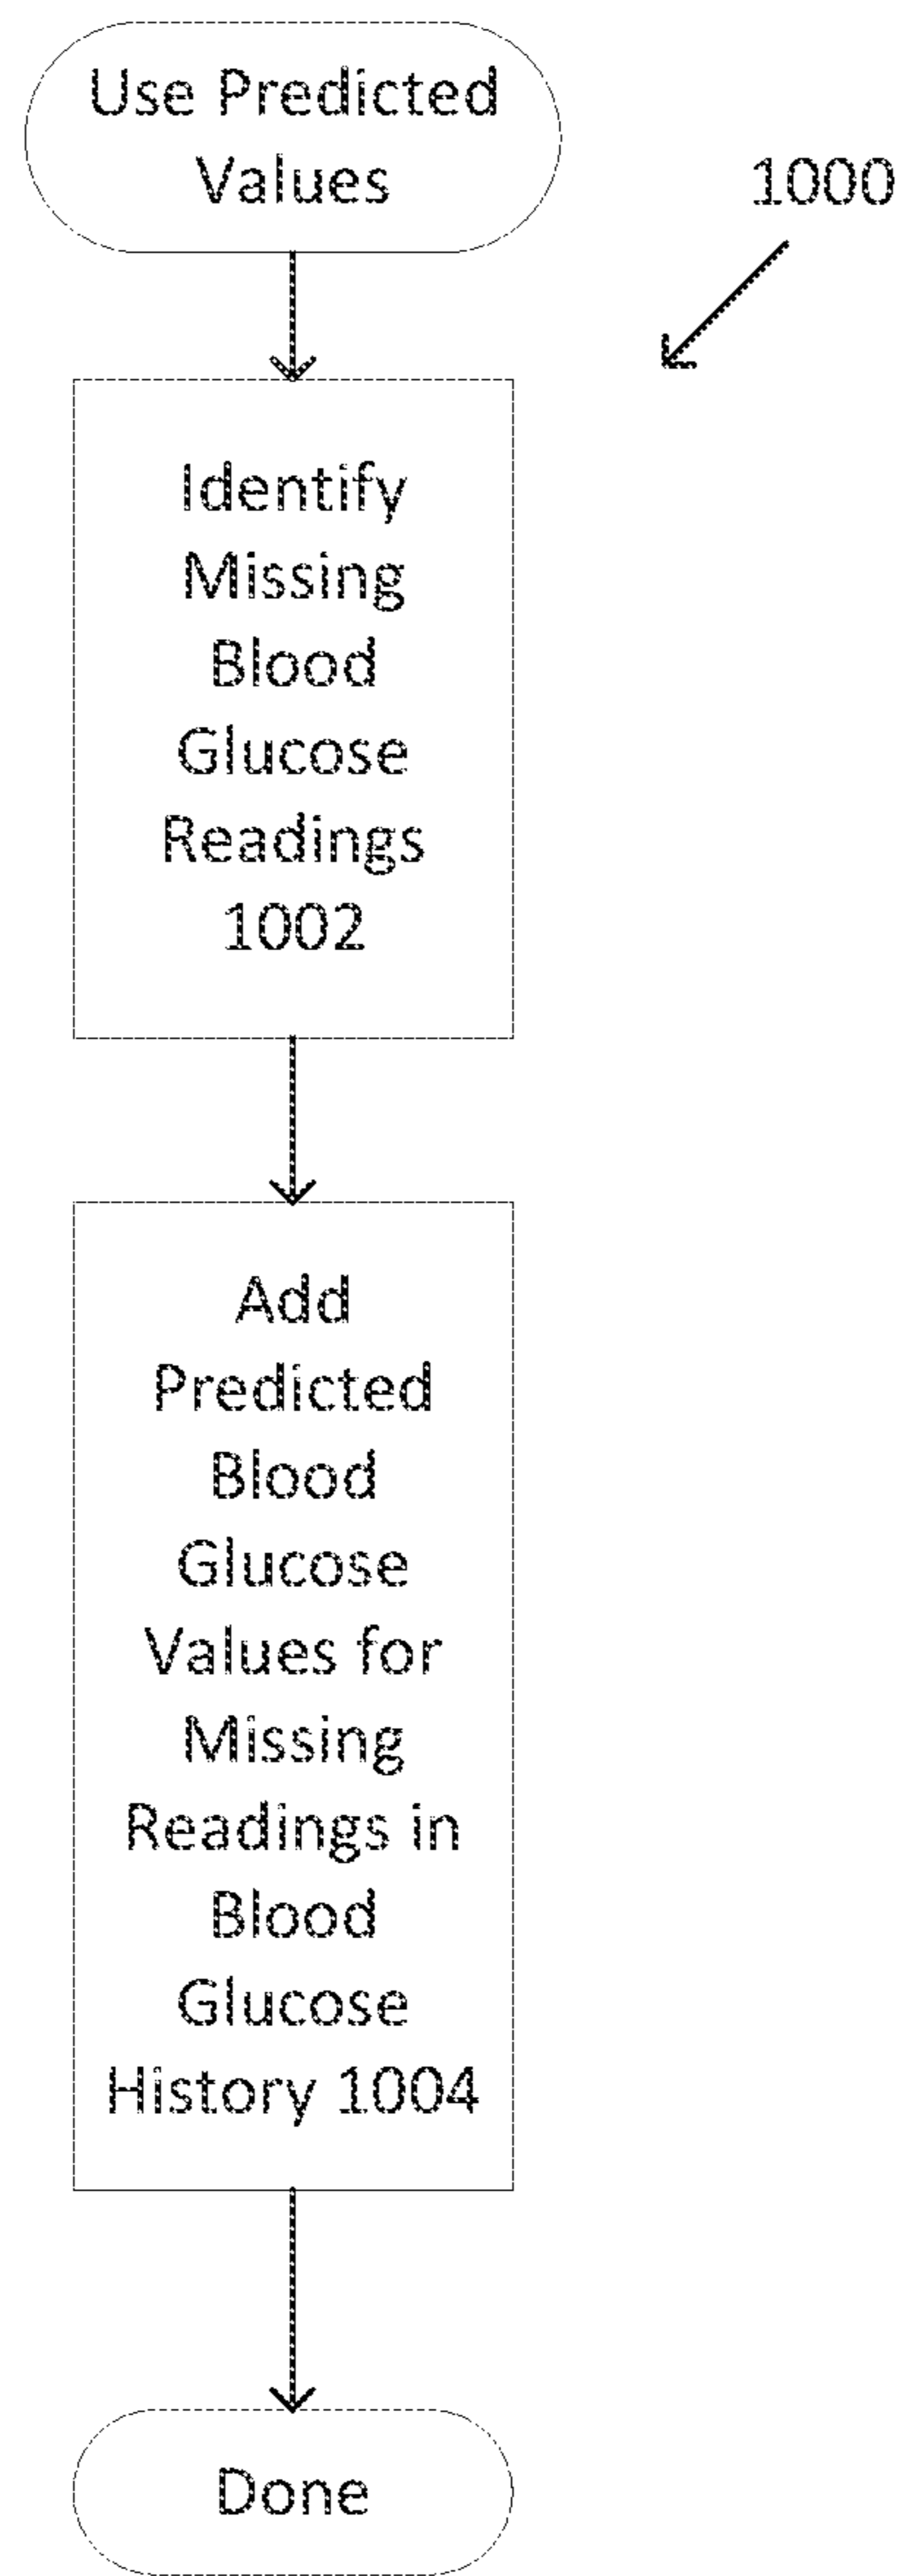 Use Predicted
Values
1000
Identify
Missing
Blood
Glucose
Readings
1002
Add
Predicted
Blood
Glucose
Values for
Missing
Readings in
Blood
Glucose
History 1004
Done